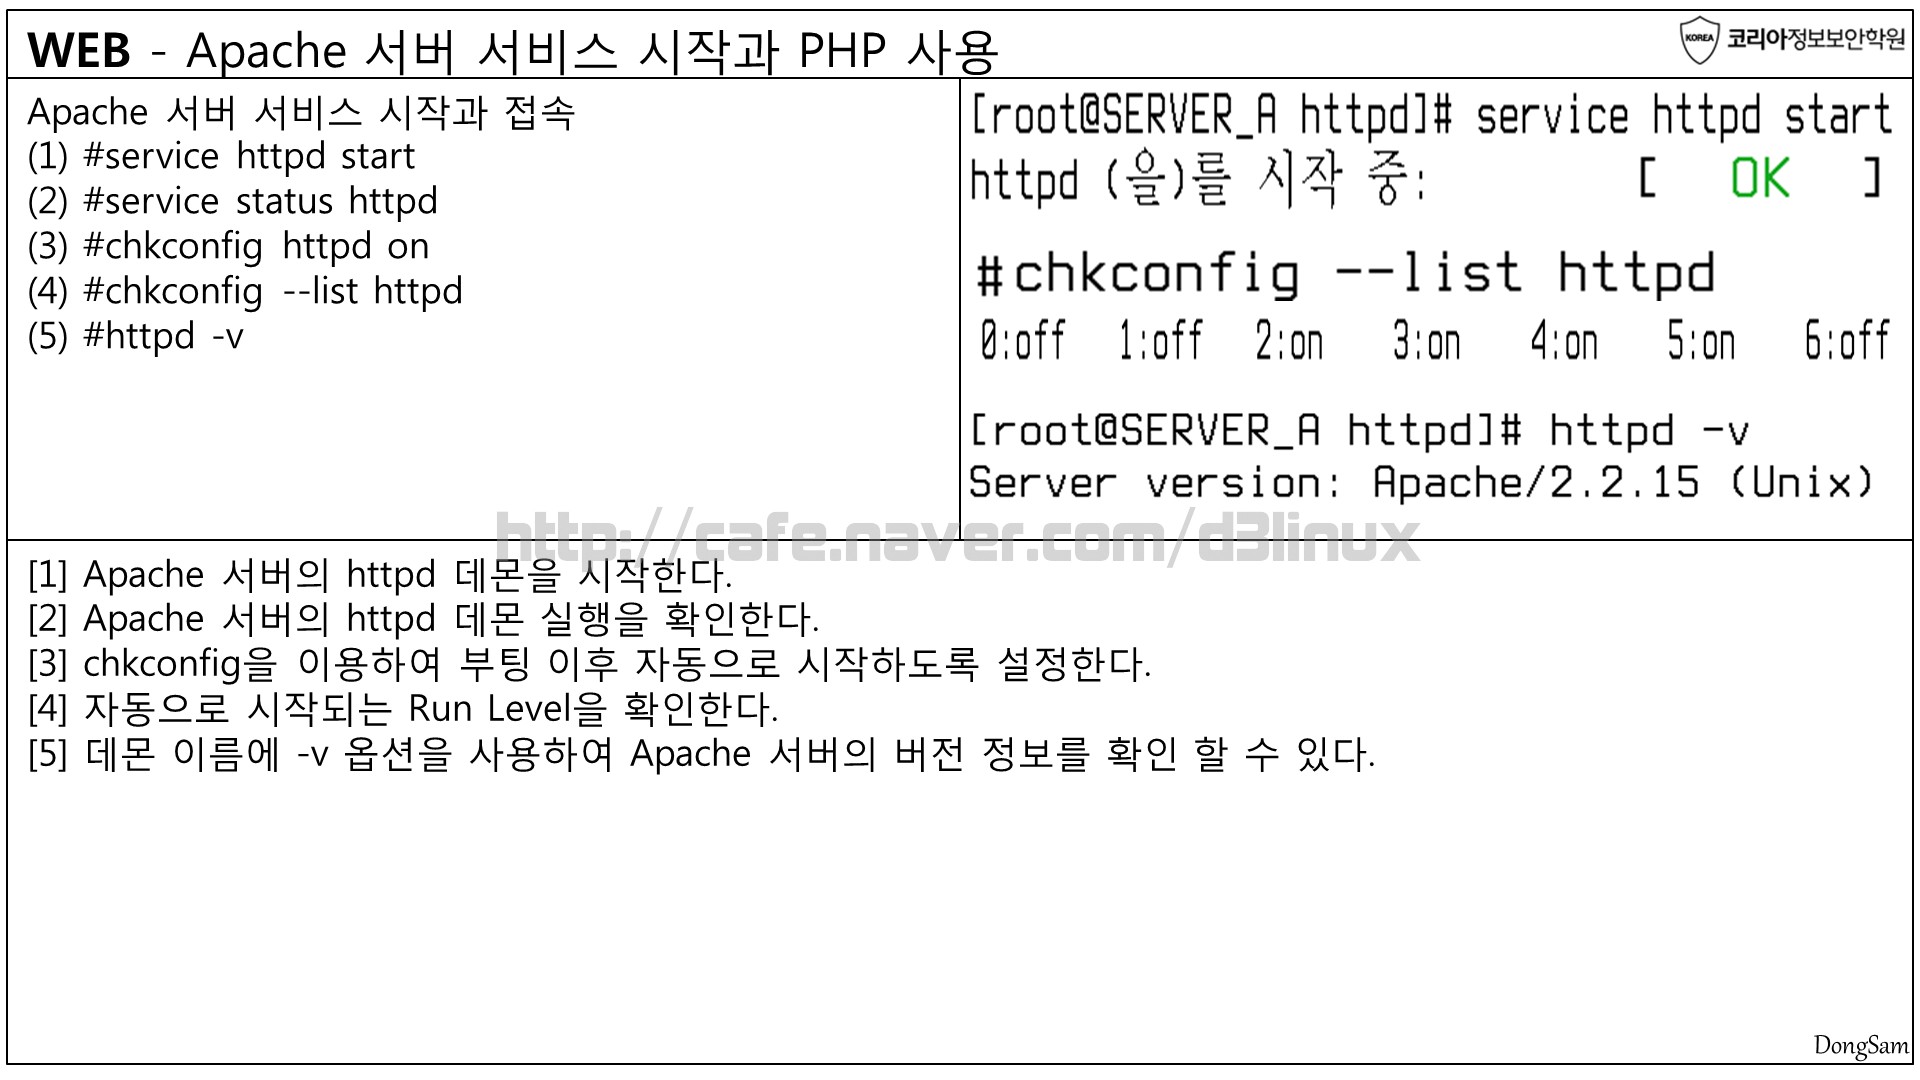 WEB - Apache 서버 서비스 시작과 PHP 사용
KOREA 코리아정보보안학원
Apache 서버 서비스 시작과 접속
(1) #service httpd start
(2) #service status httpd
(3) #chkconfig httpd on
(4) #chkconfig --list httpd
(5) #httpd -v
[root@SERVER_A httpd]# service httpd start
httpd (을)를 시작 중: [ OK ]
#chkconfig --list httpd
0:off 1:off 2:on 3:on 4:on 5:on 6:off
[root@SERVER_A httpd]# httpd -v
Server version: Apache/2.2.15 (Unix)
http://cafe.naver.com/d3linux
[1] Apache 서버의 httpd 데몬을 시작한다.
[2] Apache 서버의 httpd 데몬 실행을 확인한다.
[3] chkconfig을 이용하여 부팅 이후 자동으로 시작하도록 설정한다.
[4] 자동으로 시작되는 Run Level을 확인한다.
[5] 데몬 이름에 -v 옵션을 사용하여 Apache 서버의 버전 정보를 확인 할 수 있다.
DongSam